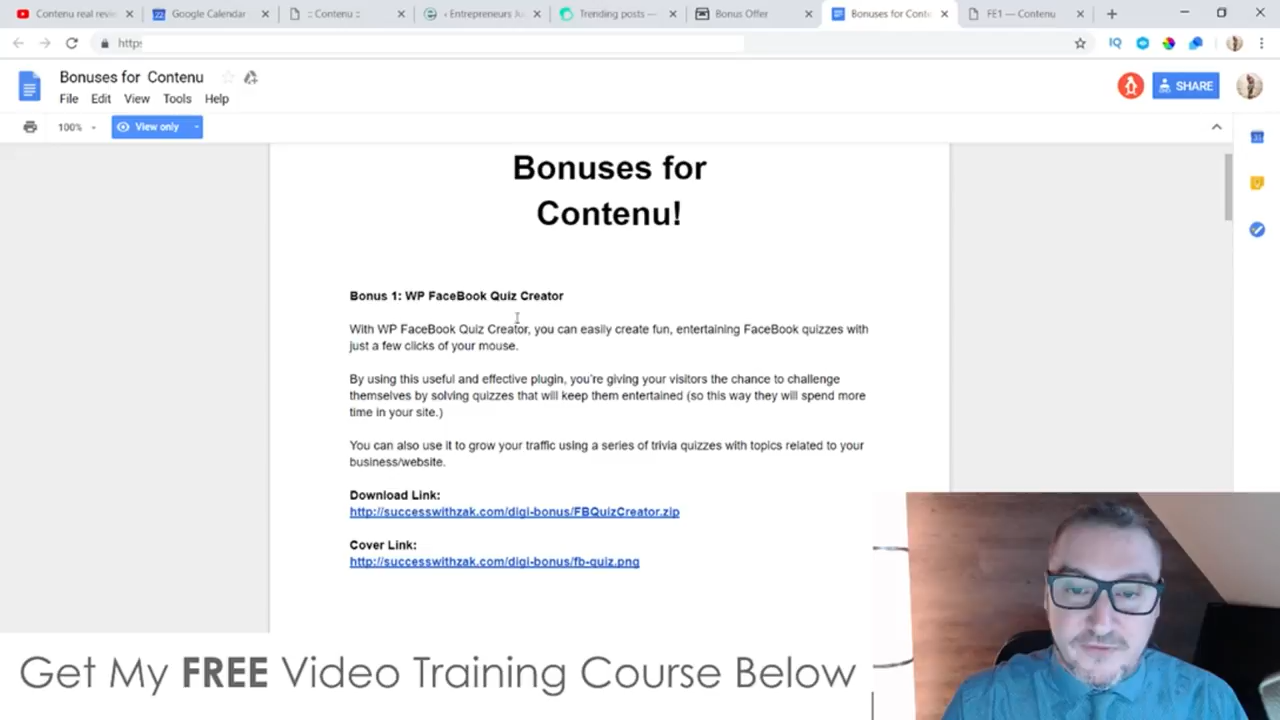 Contenu real revi
Google Calendar
:: Contenu ::
‹ Entrepreneurs Ju
Trending posts —
Bonus Offer
Bonuses for Conte
FE1 — Contenu
https
Bonuses for Contenu
File Edit View Tools Help
SHARE
100%
View only
Bonuses for
Contenu!
Bonus 1: WP FaceBook Quiz Creator
With WP FaceBook Quiz Creator, you can easily create fun, entertaining FaceBook quizzes with
just a few clicks of your mouse.
By using this useful and effective plugin, you're giving your visitors the chance to challenge
themselves by solving quizzes that will keep them entertained (so this way they will spend more
time in your site.)
You can also use it to grow your traffic using a series of trivia quizzes with topics related to your
business/website.
Download Link:
http://successwithzak.com/digi-bonus/FBQuizCreator.zip
Cover Link:
http://successwithzak.com/digi-bonus/fb-quiz.png
Get My FREE Video Training Course Below